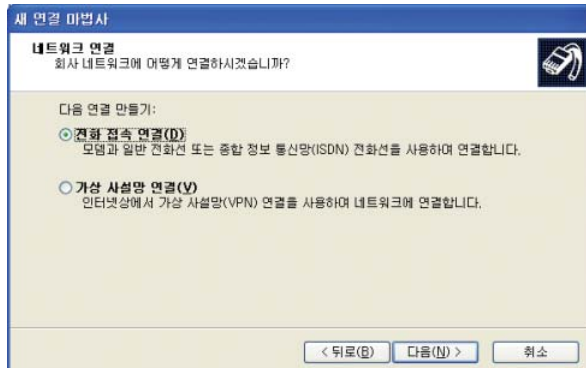 새 연결 마법사
네트워크 연결
회사 네트워크에 어떻게 연결하시겠습니까?
다음 연결 만들기:
전화 접속 연결(D)
모뎀과 일반 전화선 또는 종합 정보 통신망(ISDN) 전화선을 사용하여 연결합니다.
가상 사설망 연결(V)
인터넷상에서 가상 사설망(VPN) 연결을 사용하여 네트워크에 연결합니다.
< 뒤로(B) 다음(N) > 취소